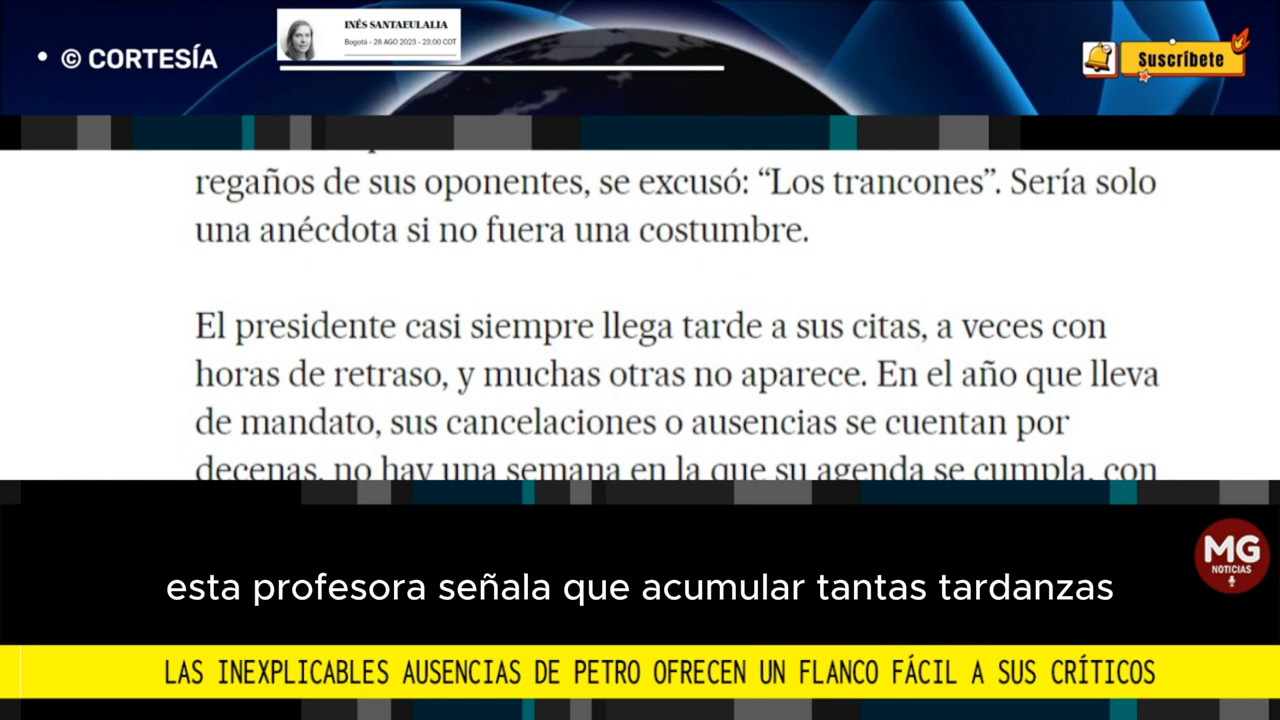 • © CORTESÍA
INÉS SANTAEULALIA
Bogotá - 28 AGO 2023 - 23:00 COT
Suscríbete
regaños de sus oponentes, se excusó: “Los trancones”. Sería solo
una anécdota si no fuera una costumbre.
El presidente casi siempre llega tarde a sus citas, a veces con
horas de retraso, y muchas otras no aparece. En el año que lleva
de mandato, sus cancelaciones o ausencias se cuentan por
decenas, no hay una semana en la que su agenda se cumpla, con
MG
NOTICIAS
esta profesora señala que acumular tantas tardanzas
LAS INEXPLICABLES AUSENCIAS DE PETRO OFRECEN UN FLANCO FÁCIL A SUS CRÍTICOS